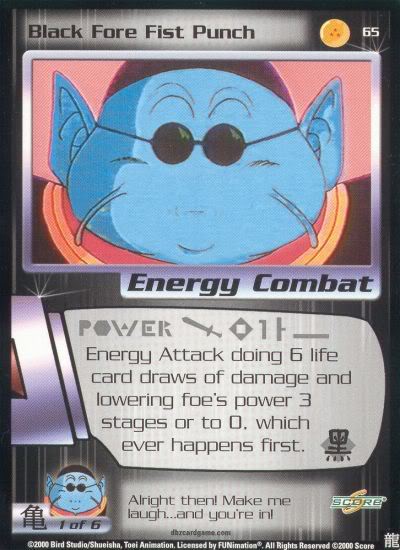 Black Fore Fist Punch
65
Energy Combat
POWER
Energy Attack doing 6 life
card draws of damage and
lowering foe's power 3
stages or to 0, which
ever happens first.
黒
亀
1 of 6
Alright then! Make me
laugh...and you're in!
SCORE
dbzcardgame.com
©2000 Bird Studio/Shueisha, Toei Animation. Licensed by FUNimation®. All Rights Reserved ©2000 Score
龍